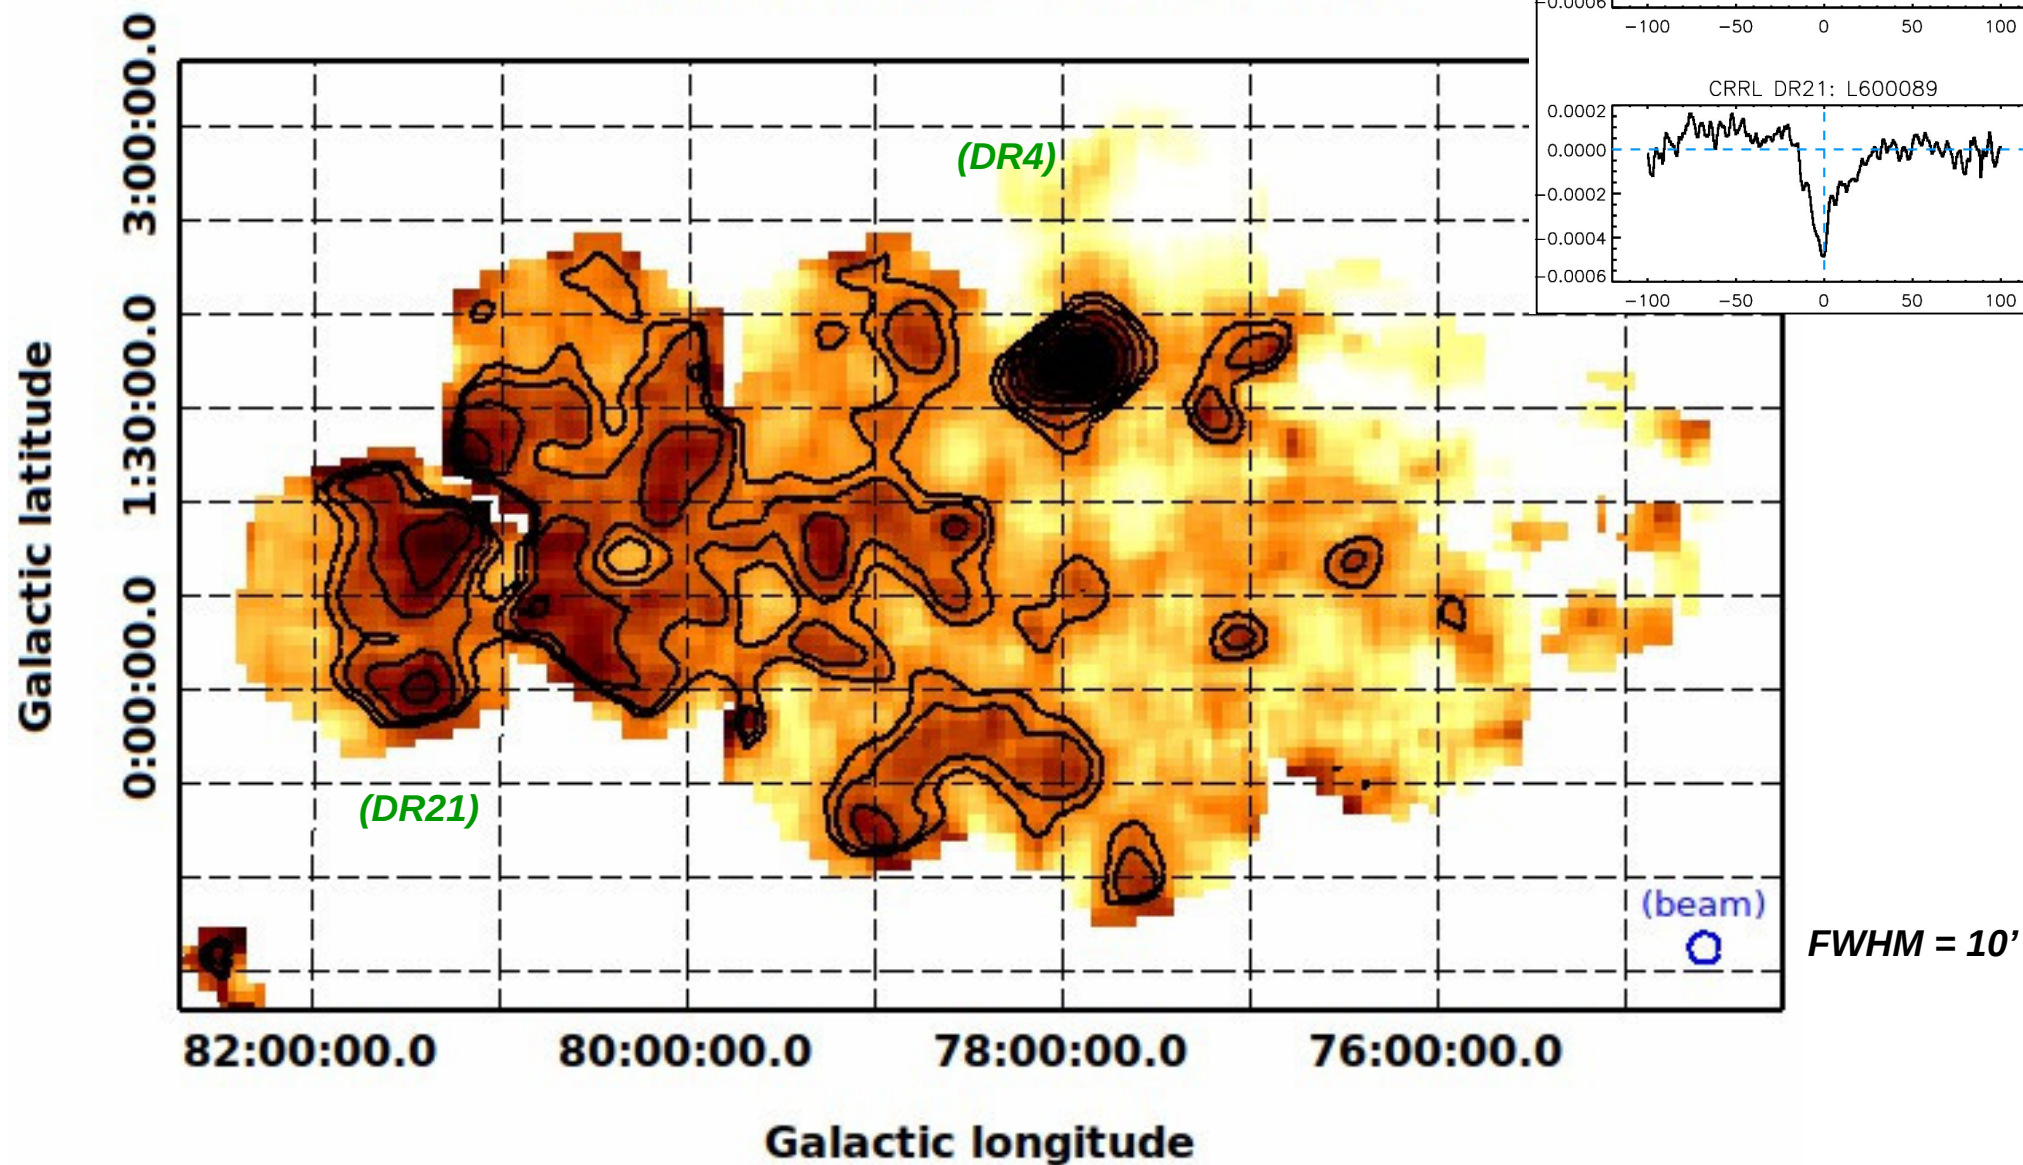 −0.0006
−100 −50 0 50 100
CRRL DR21: L600089
0.0002
0.0000
−0.0002
−0.0004
−0.0006
−100 −50 0 50 100
3:00:00.0
1:30:00.0
0:00:00.0
Galactic latitude
(DR4)
(DR21)
(beam)
FWHM = 10’
82:00:00.0 80:00:00.0 78:00:00.0 76:00:00.0
Galactic longitude